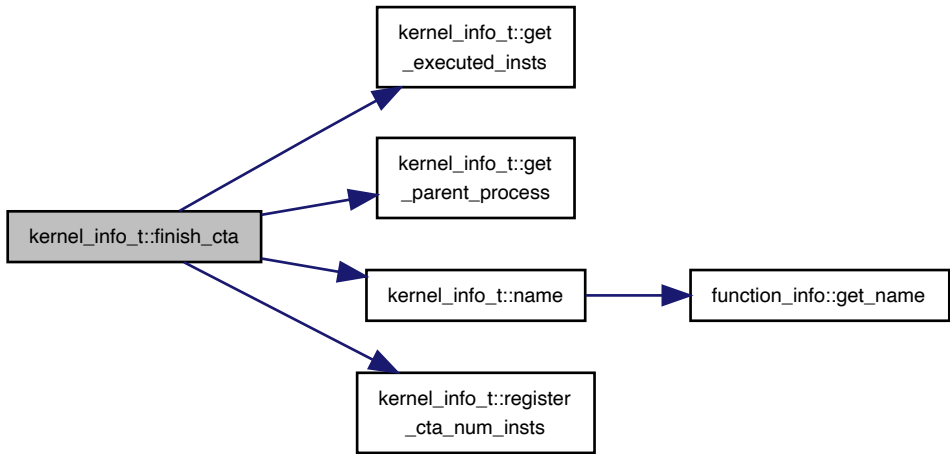 kernel_info_t::get
_executed_insts
kernel_info_t::get
_parent_process
kernel_info_t::finish_cta
kernel_info_t::name
function_info::get_name
kernel_info_t::register
_cta_num_insts